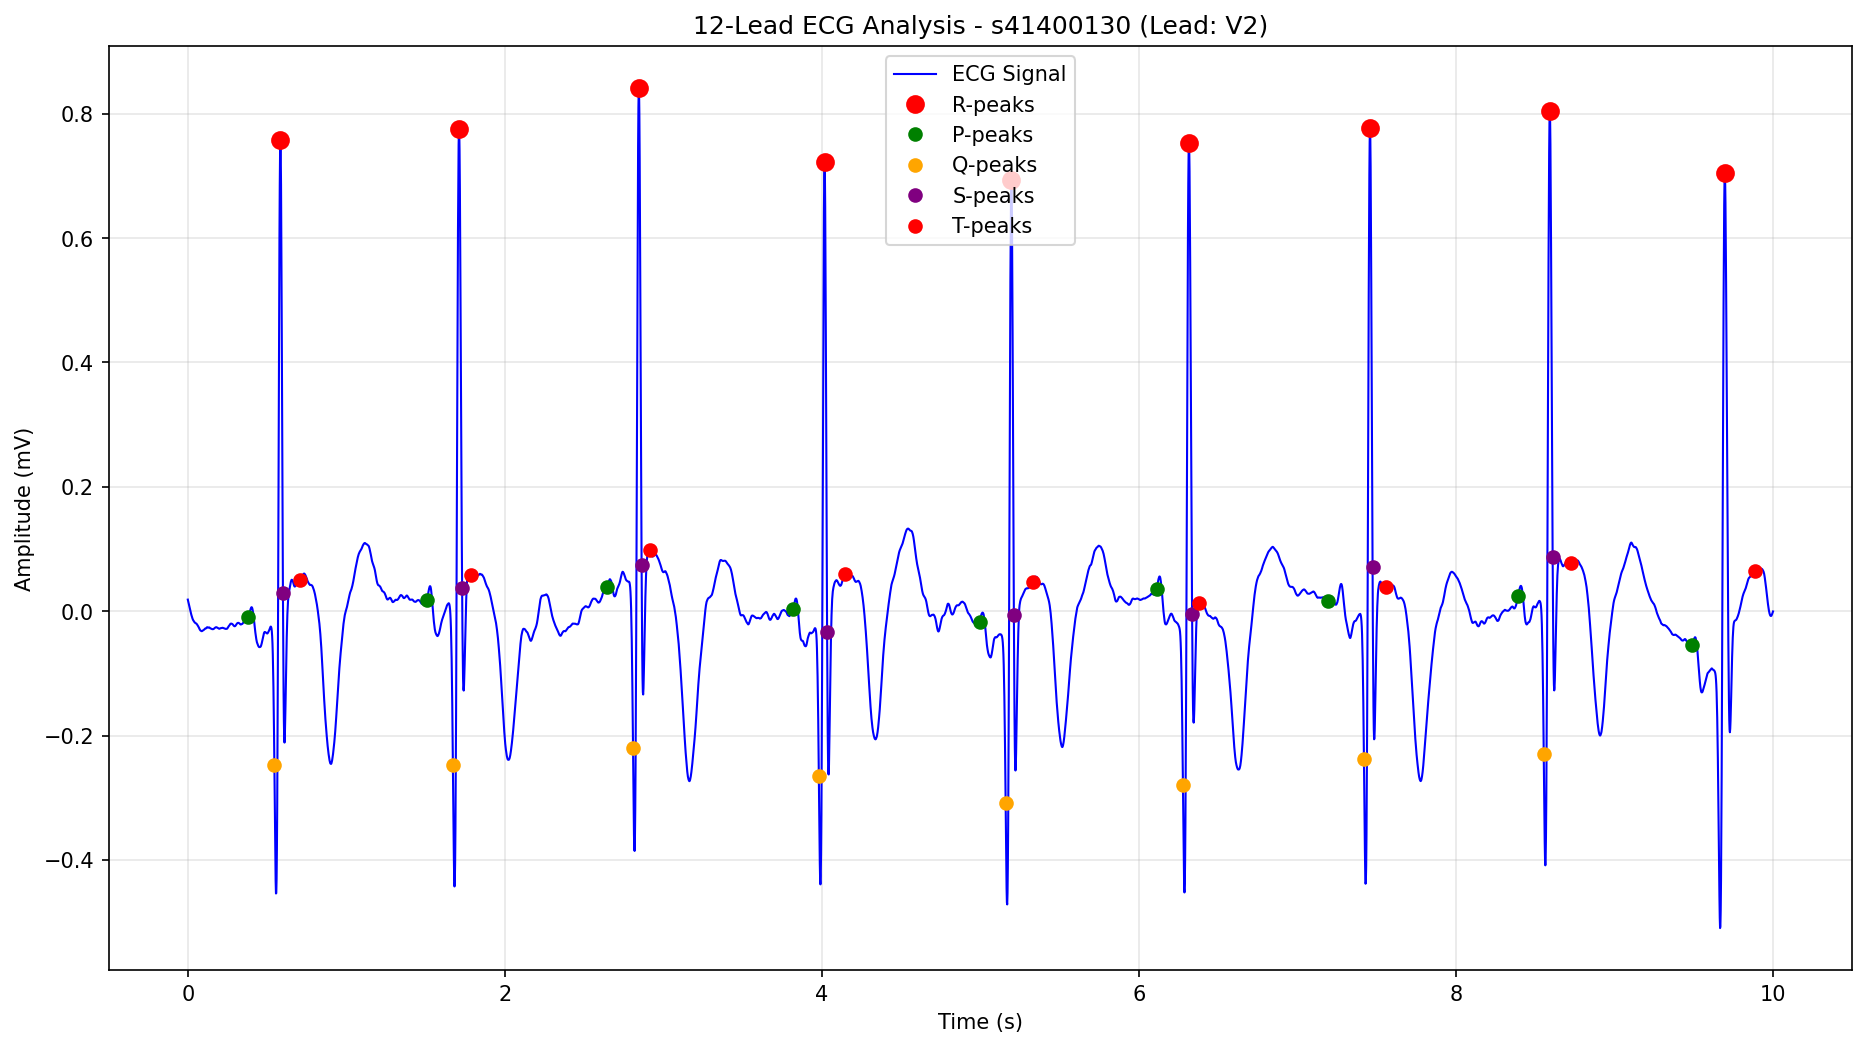 12-Lead ECG Analysis - s41400130 (Lead: V2)
ECG Signal
R-peaks
P-peaks
Q-peaks
S-peaks
T-peaks
Amplitude (mV)
0.8
0.6
0.4
0.2
0.0
−0.2
−0.4
0 2 4 6 8 10
Time (s)